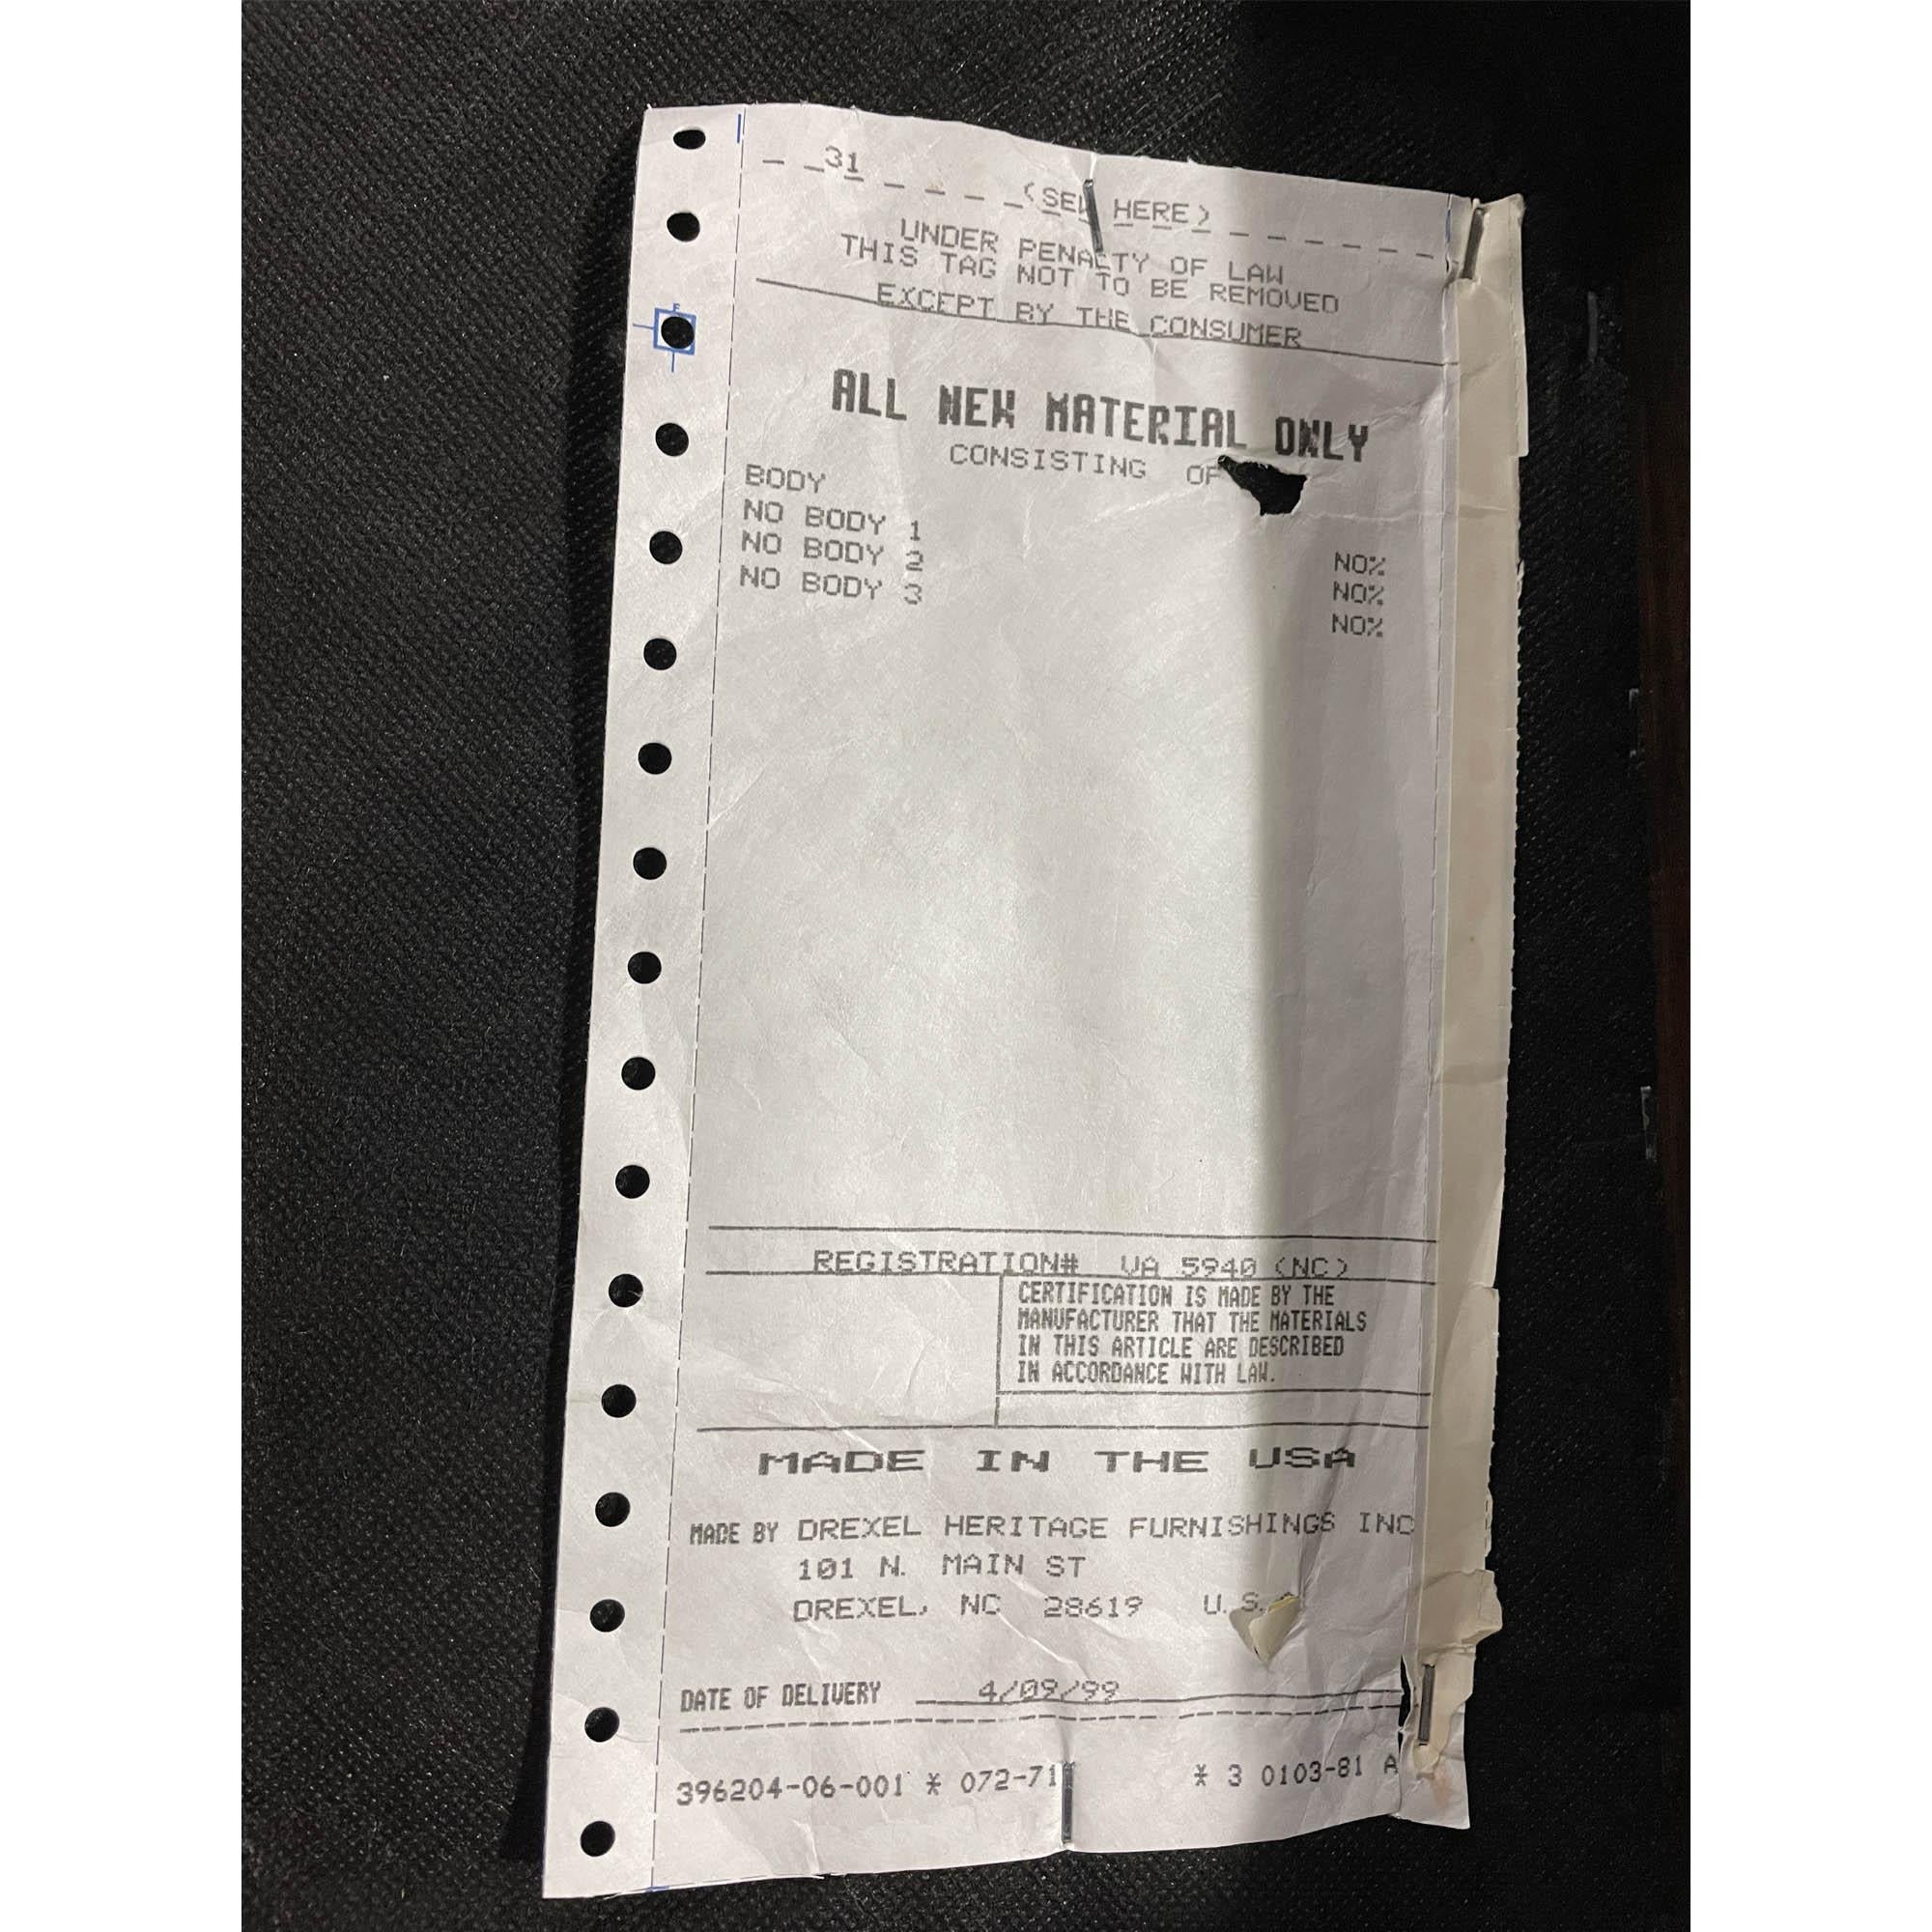 31
(SEW HERE)
UNDER PENALTY OF LAW
THIS TAG NOT TO BE REMOVED
EXCEPT BY THE CONSUMER
ALL NEW MATERIAL ONLY
CONSISTING OF
BODY
NO BODY 1 NO%
NO BODY 2 NO%
NO BODY 3 NO%
REGISTRATION# VA 5940 (NC)
CERTIFICATION IS MADE BY THE
MANUFACTURER THAT THE MATERIALS
IN THIS ARTICLE ARE DESCRIBED
IN ACCORDANCE WITH LAW.
MADE IN THE USA
MADE BY DREXEL HERITAGE FURNISHINGS INC
101 N. MAIN ST
DREXEL, NC 28619 U.S.
DATE OF DELIVERY 4/09/99
396204-06-001 * 072-71 * 3 0103-81 A